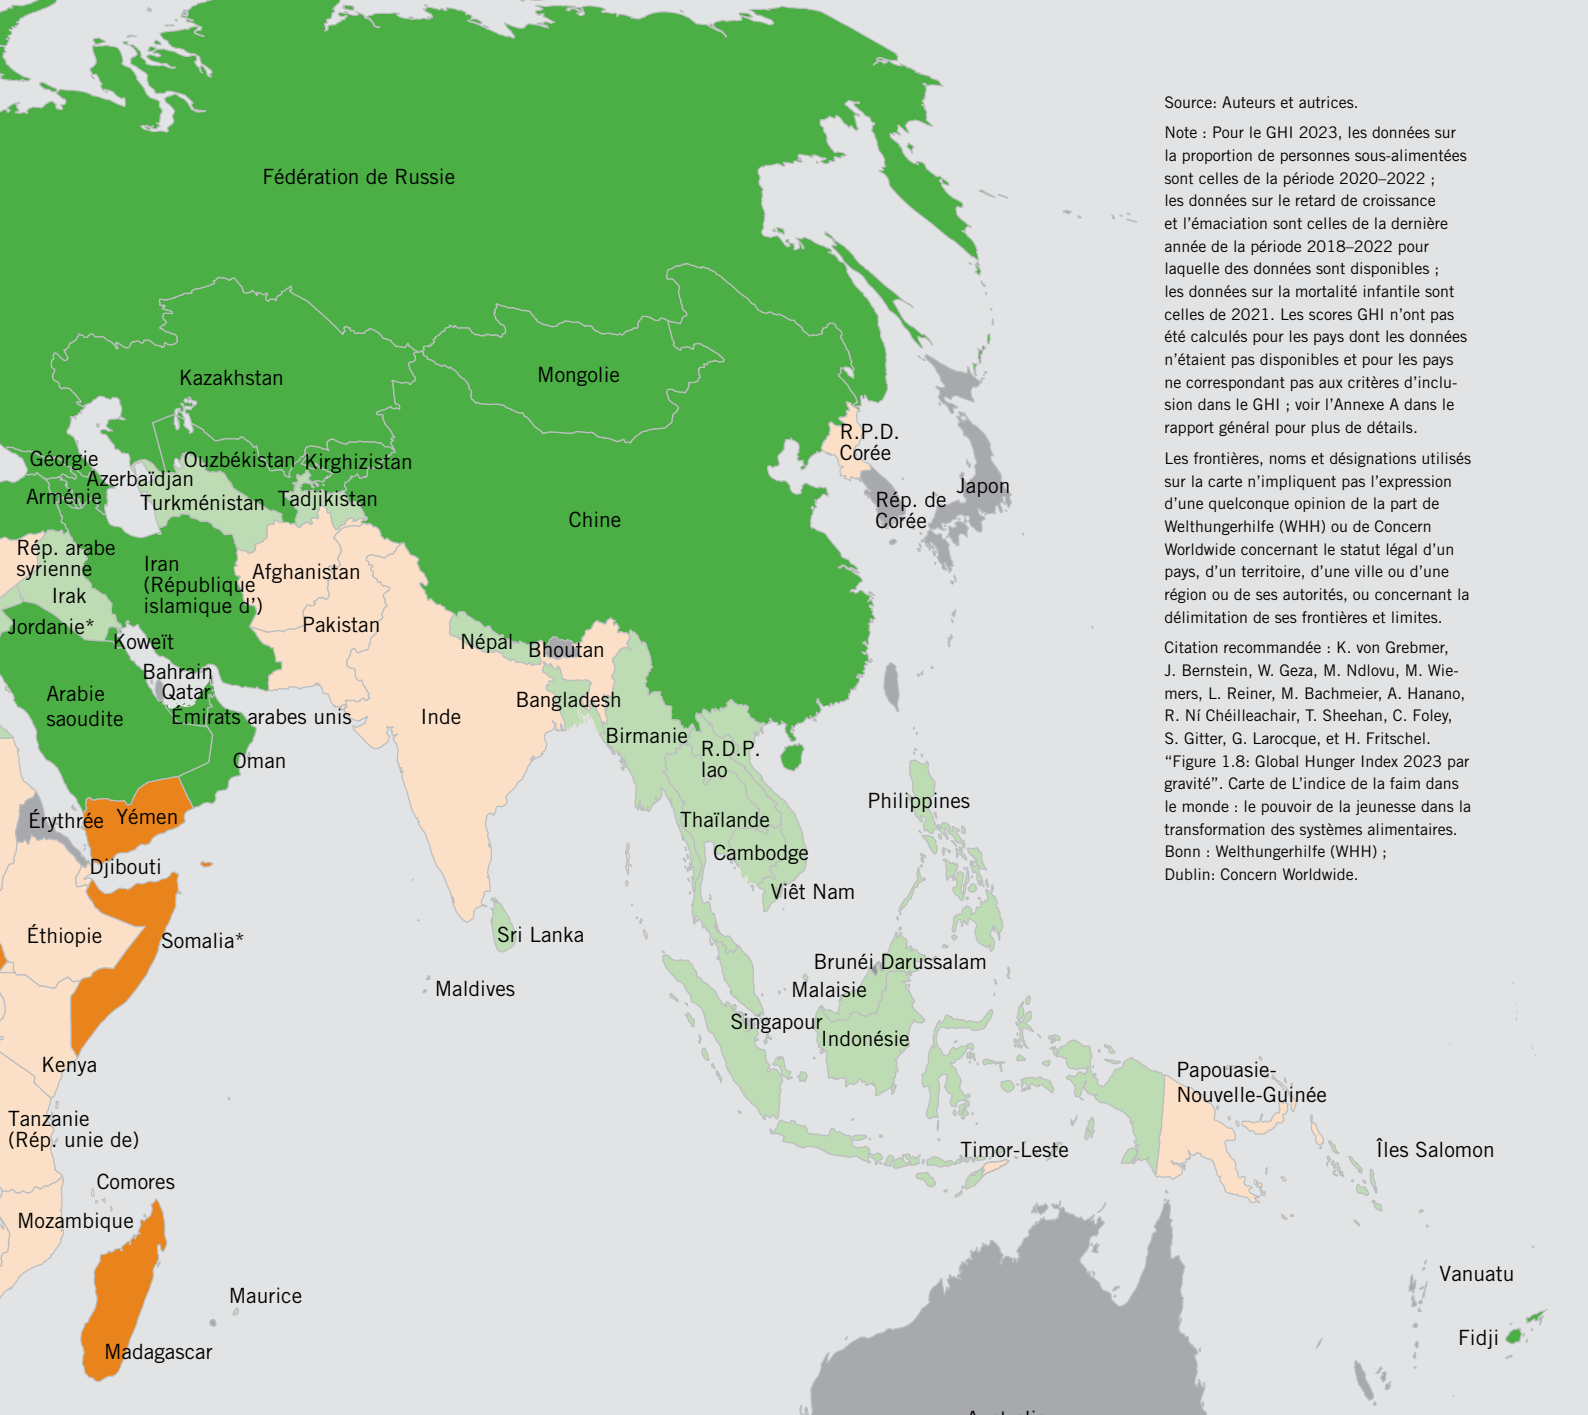 Fédération de Russie
Kazakhstan
Mongolie
Géorgie
Ouzbékistan
Kirghizistan
Azerbaïdjan
Arménie
Turkménistan
Tadjikistan
Chine
R.P.D.
Corée
Rép. de
Corée
Japon
Rép. arabe
syrienne
Iran
(République
islamique d')
Afghanistan
Irak
Jordanie*
Koweït
Pakistan
Népal
Bhoutan
Bahrain
Qatar
Arabie
saoudite
Émirats arabes unis
Inde
Bangladesh
Birmanie
R.D.P.
lao
Oman
Érythrée
Yémen
Thaïlande
Philippines
Djibouti
Cambodge
Viêt Nam
Éthiopie
Somalia*
Sri Lanka
Brunéi Darussalam
Maldives
Malaisie
Singapour
Indonésie
Kenya
Papouasie-
Nouvelle-Guinée
Tanzanie
(Rép. unie de)
Timor-Leste
Îles Salomon
Comores
Mozambique
Maurice
Vanuatu
Madagascar
Fidji
Source: Auteurs et autrices.
Note : Pour le GHI 2023, les données sur
la proportion de personnes sous-alimentées
sont celles de la période 2020–2022 ;
les données sur le retard de croissance
et l'émaciation sont celles de la dernière
année de la période 2018–2022 pour
laquelle des données sont disponibles ;
les données sur la mortalité infantile sont
celles de 2021. Les scores GHI n'ont pas
été calculés pour les pays dont les données
n'étaient pas disponibles et pour les pays
ne correspondant pas aux critères d'inclu-
sion dans le GHI ; voir l'Annexe A dans le
rapport général pour plus de détails.
Les frontières, noms et désignations utilisés
sur la carte n'impliquent pas l'expression
d'une quelconque opinion de la part de
Welthungerhilfe (WHH) ou de Concern
Worldwide concernant le statut légal d'un
pays, d'un territoire, d'une ville ou d'une
région ou de ses autorités, ou concernant la
délimitation de ses frontières et limites.
Citation recommandée : K. von Grebmer,
J. Bernstein, W. Geza, M. Ndlovu, M. Wie-
mers, L. Reiner, M. Bachmeier, A. Hanano,
R. Ní Chéilleachair, T. Sheehan, C. Foley,
S. Gitter, G. Larocque, et H. Fritschel.
“Figure 1.8: Global Hunger Index 2023 par
gravité”. Carte de L'indice de la faim dans
le monde : le pouvoir de la jeunesse dans la
transformation des systèmes alimentaires.
Bonn : Welthungerhilfe (WHH) ;
Dublin: Concern Worldwide.